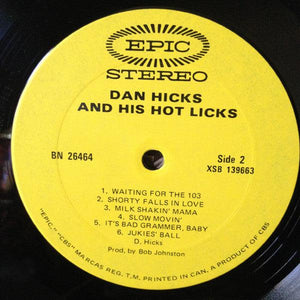 EPIC
STEREO
DAN HICKS
AND HIS HOT LICKS
BN 26464
Side 2
XSB 139663
1. WAITING FOR THE 103
2. SHORTY FALLS IN LOVE
3. MILK SHAKIN' MAMA
4. SLOW MOVIN'
5. IT'S BAD GRAMMER, BABY
6. JUKIES' BALL
D. Hicks
Prod. by Bob Johnston
"EPIC," "CBS" MARCAS REG. T.M. PRINTED IN CAN. A PRODUCT OF CBS